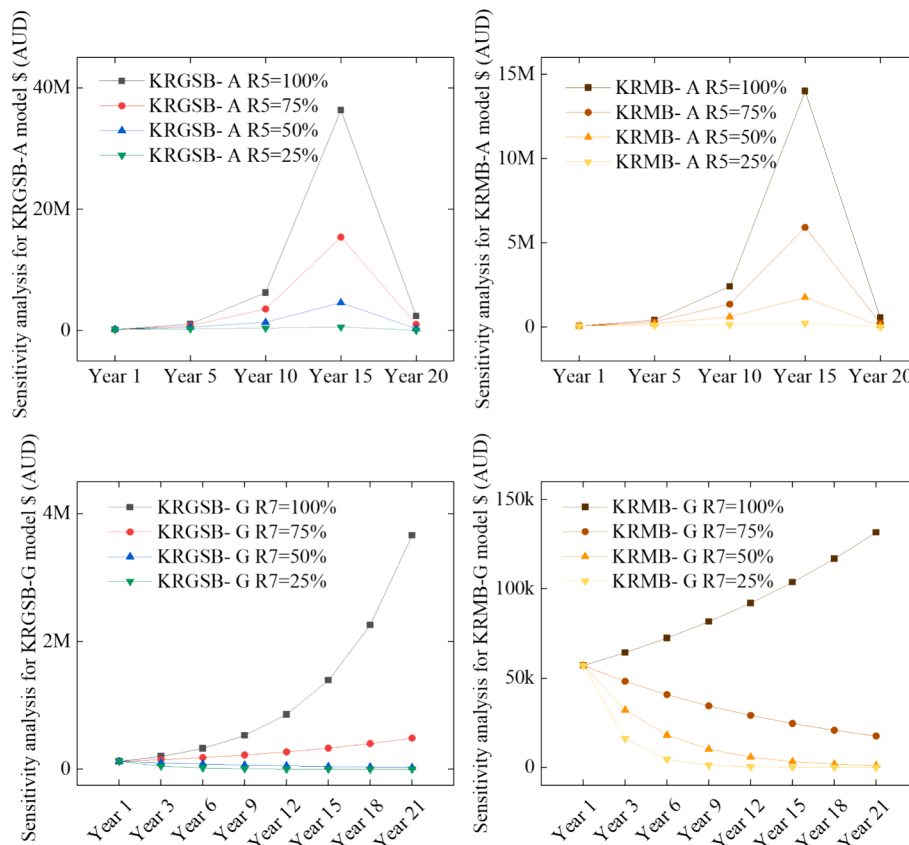 Sensitivity analysis for KRGSB-A model $ (AUD)
40M
20M
0
KRGSB- A R5=100%
KRGSB- A R5=75%
KRGSB- A R5=50%
KRGSB- A R5=25%
Year 1 Year 5 Year 10 Year 15 Year 20
Sensitivity analysis for KRMB-A model $ (AUD)
15M
10M
5M
0
KRMB- A R5=100%
KRMB- A R5=75%
KRMB- A R5=50%
KRMB- A R5=25%
Year 1 Year 5 Year 10 Year 15 Year 20
Sensitivity analysis for KRGSB-G model $ (AUD)
4M
2M
0
KRGSB- G R7=100%
KRGSB- G R7=75%
KRGSB- G R7=50%
KRGSB- G R7=25%
Year 1 Year 3 Year 6 Year 9 Year 12 Year 15 Year 18 Year 21
Sensitivity analysis for KRMB-G model $ (AUD)
150k
100k
50k
0
KRMB- G R7=100%
KRMB- G R7=75%
KRMB- G R7=50%
KRMB- G R7=25%
Year 1 Year 3 Year 6 Year 9 Year 12 Year 15 Year 18 Year 21